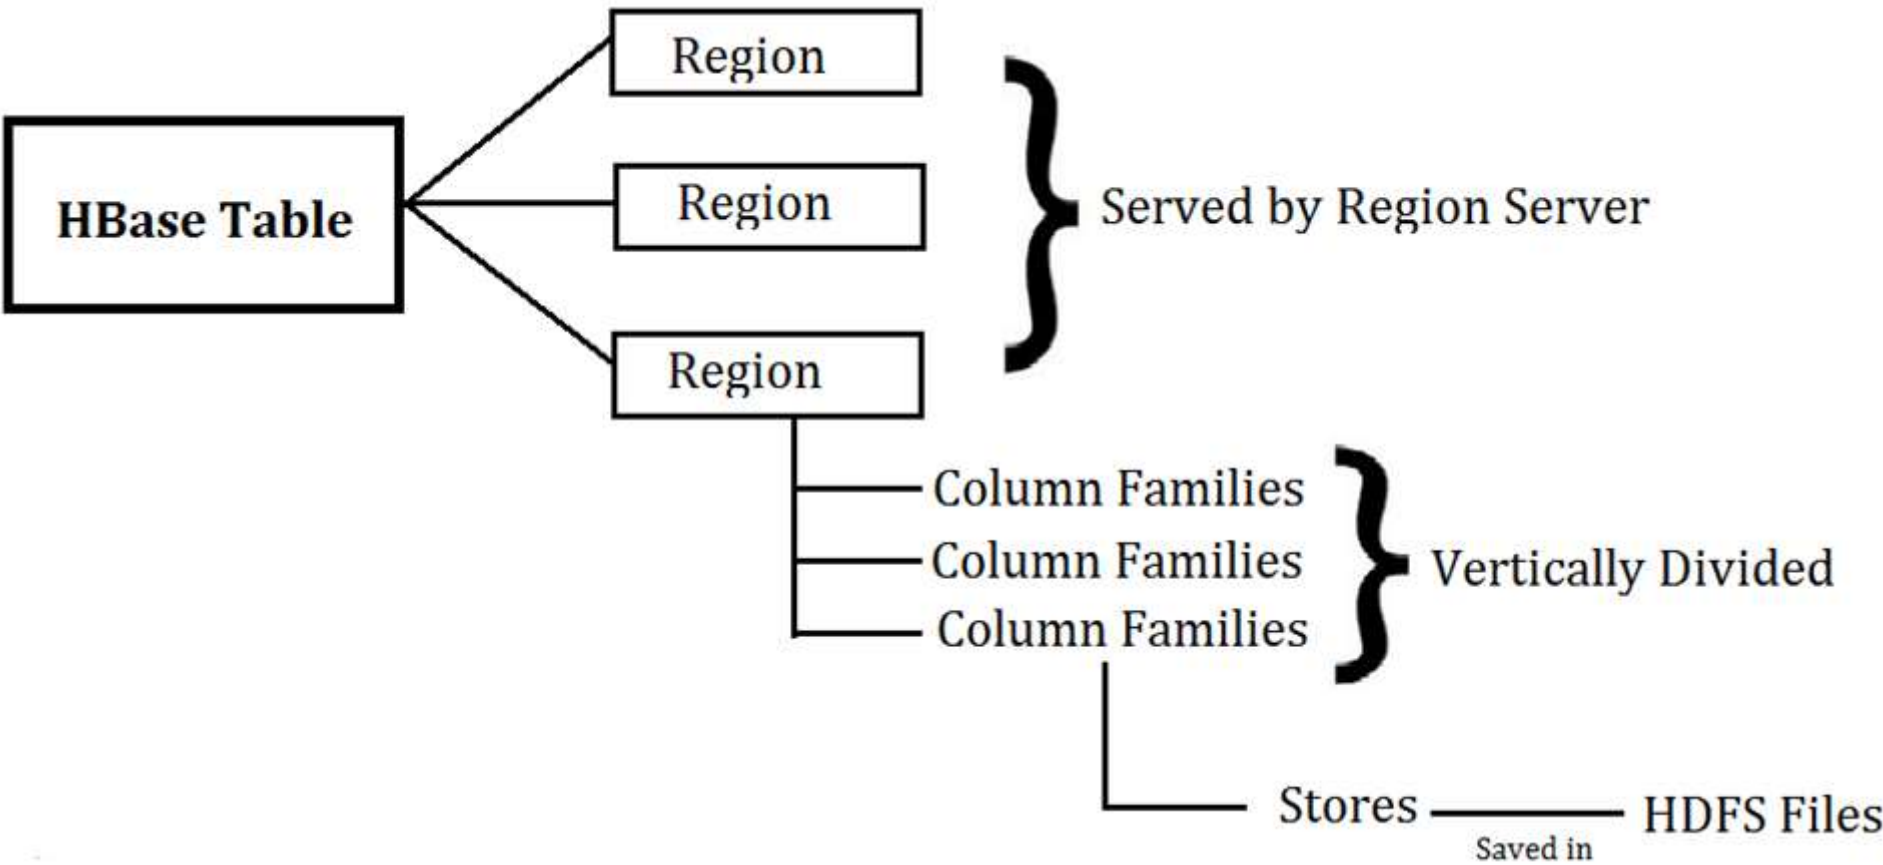 Region
HBase Table
Region
Served by Region Server
Region
Column Families
Column Families
Vertically Divided
Column Families
Stores
HDFS Files
Saved in